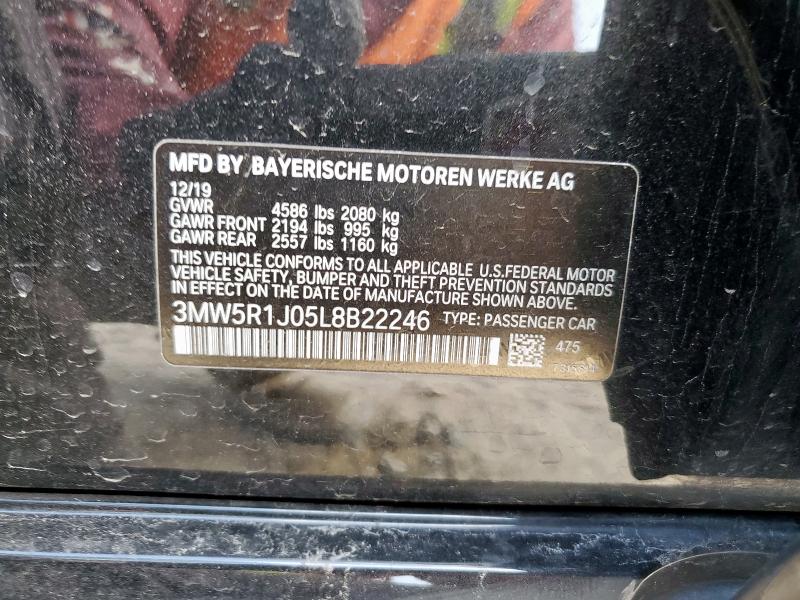 MFD BY BAYERISCHE MOTOREN WERKE AG
12/19
GVWR 4586 lbs 2080 kg
GAWR FRONT 2194 lbs 995 kg
GAWR REAR 2557 lbs 1160 kg
THIS VEHICLE CONFORMS TO ALL APPLICABLE U.S.FEDERAL MOTOR
VEHICLE SAFETY, BUMPER AND THEFT PREVENTION STANDARDS
IN EFFECT ON THE DATE OF MANUFACTURE SHOWN ABOVE.
3MW5R1J05L8B22246 TYPE: PASSENGER CAR
475